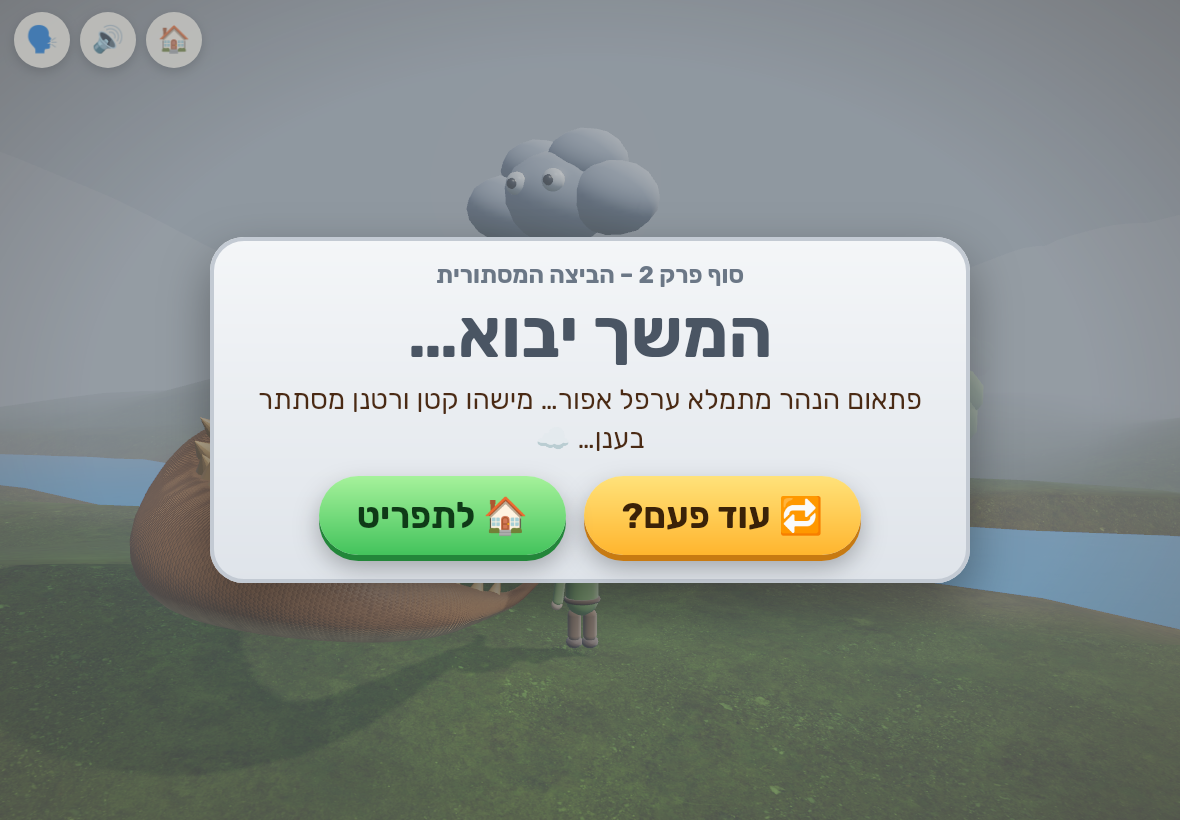 סוף פרק 2 – הביצה המסתורית
המשך יבוא...
פתאום הנהר מתמלא ערפל אפור... מישהו קטן ורטנן מסתתר
בענן... ☁️
🔁 עוד פעם?
🏠 לתפריט